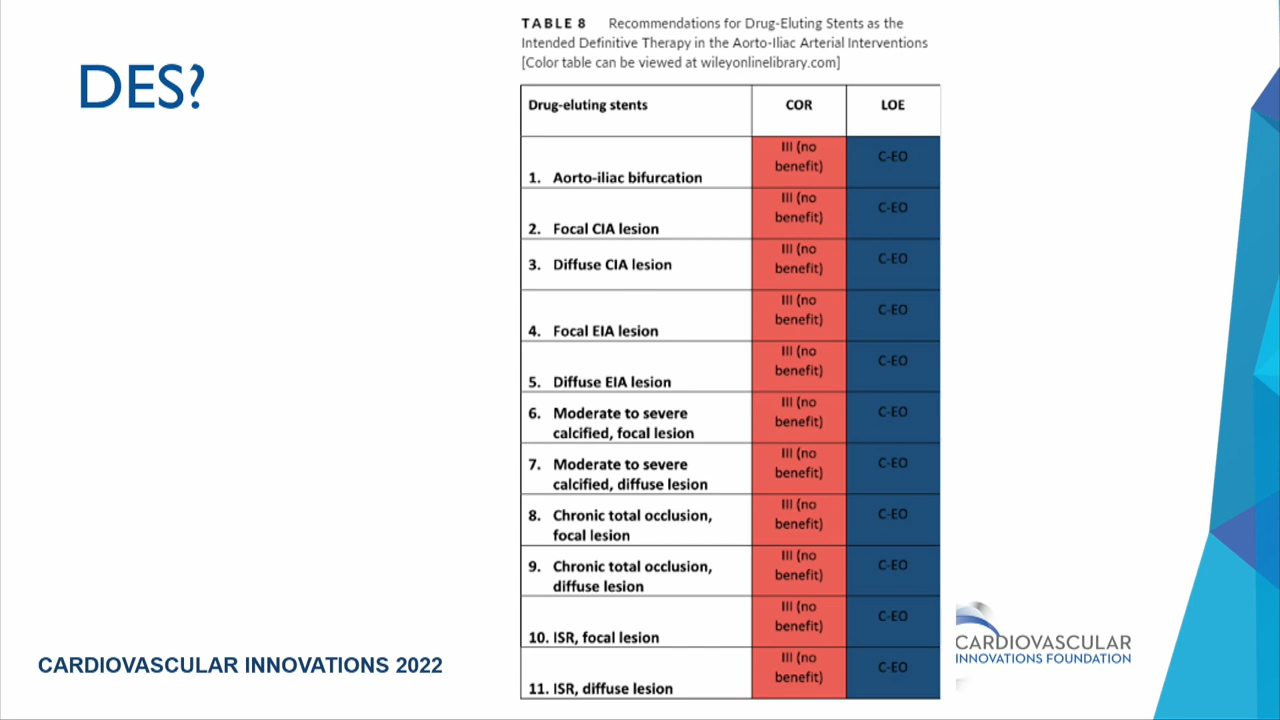 DES?
TABLE 8 Recommendations for Drug-Eluting Stents as the
Intended Definitive Therapy in the Aorto-Iliac Arterial Interventions
[Color table can be viewed at wileyonlinelibrary.com]
Drug-eluting stents COR LOE
III (no
benefit)
C-EO
1. Aorto-iliac bifurcation
III (no
benefit)
C-EO
2. Focal CIA lesion
III (no
benefit)
C-EO
3. Diffuse CIA lesion
III (no
benefit)
C-EO
4. Focal EIA lesion
III (no
benefit)
C-EO
5. Diffuse EIA lesion
III (no
benefit)
C-EO
6. Moderate to severe
calcified, focal lesion
III (no
benefit)
C-EO
7. Moderate to severe
calcified, diffuse lesion
III (no
benefit)
C-EO
8. Chronic total occlusion,
focal lesion
III (no
benefit)
C-EO
9. Chronic total occlusion,
diffuse lesion
III (no
benefit)
C-EO
10. ISR, focal lesion
III (no
benefit)
C-EO
11. ISR, diffuse lesion
CARDIOVASCULAR INNOVATIONS 2022
CARDIOVASCULAR
INNOVATIONS FOUNDATION